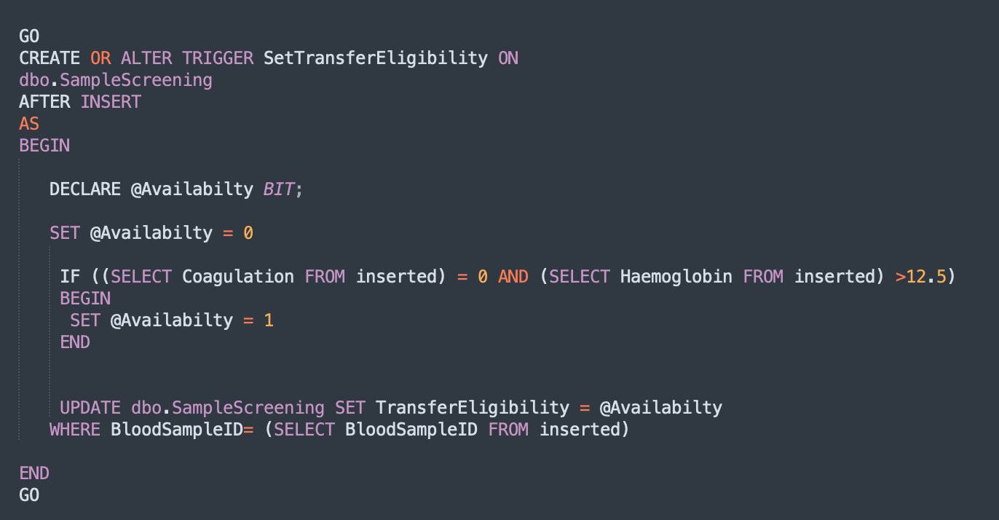 GO
CREATE OR ALTER TRIGGER SetTransferEligibility ON
dbo.SampleScreening
AFTER INSERT
AS
BEGIN
DECLARE @Availabilty BIT;
SET @Availabilty = 0
IF ((SELECT Coagulation FROM inserted) = 0 AND (SELECT Haemoglobin FROM inserted) >12.5)
BEGIN
SET @Availabilty = 1
END
UPDATE dbo.SampleScreening SET TransferEligibility = @Availabilty
WHERE BloodSampleID= (SELECT BloodSampleID FROM inserted)
END
GO